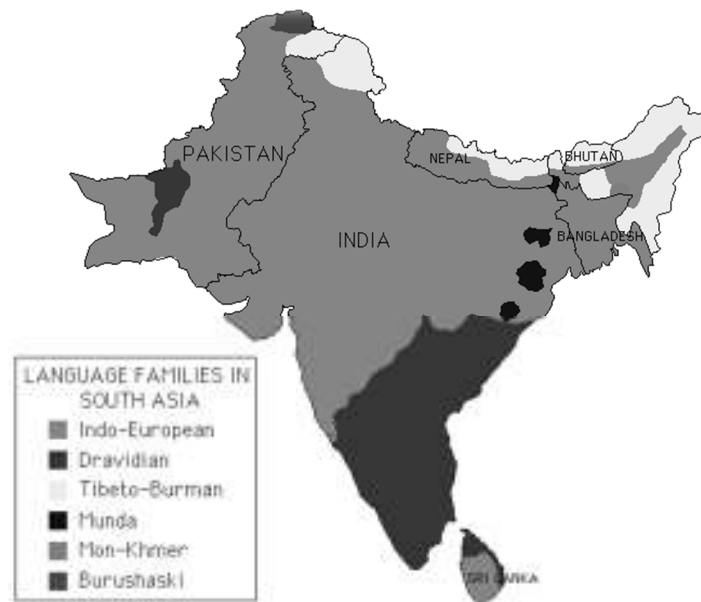 PAKISTAN
NEPAL
BHUTAN
INDIA
BANGLADESH
LANGUAGE FAMILIES IN
SOUTH ASIA
Indo-European
Dravidian
Tibeto-Burman
Munda
Mon-Khmer
Burushaski
SRI LANKA